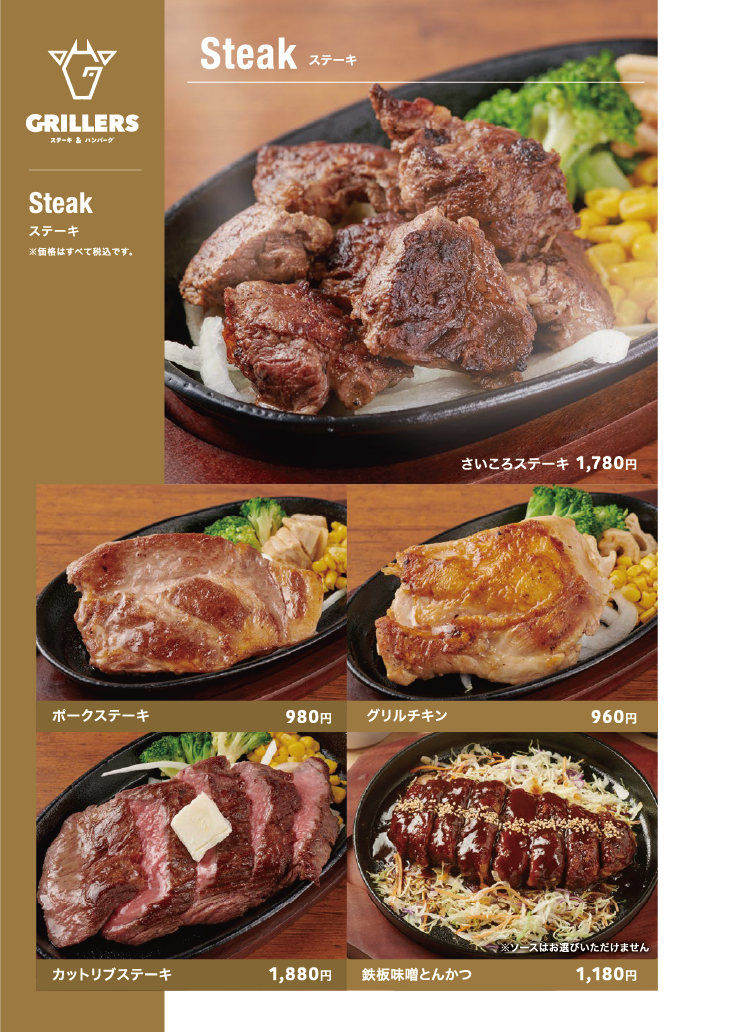 Steak ステーキ
GRILLERS
ステーキ & ハンバーグ
Steak
ステーキ
※価格はすべて税込です。
さいころステーキ 1,780円
ポークステーキ 980円
グリルチキン 960円
※ソースはお選びいただけません
カットリブステーキ 1,880円
鉄板味噌とんかつ 1,180円